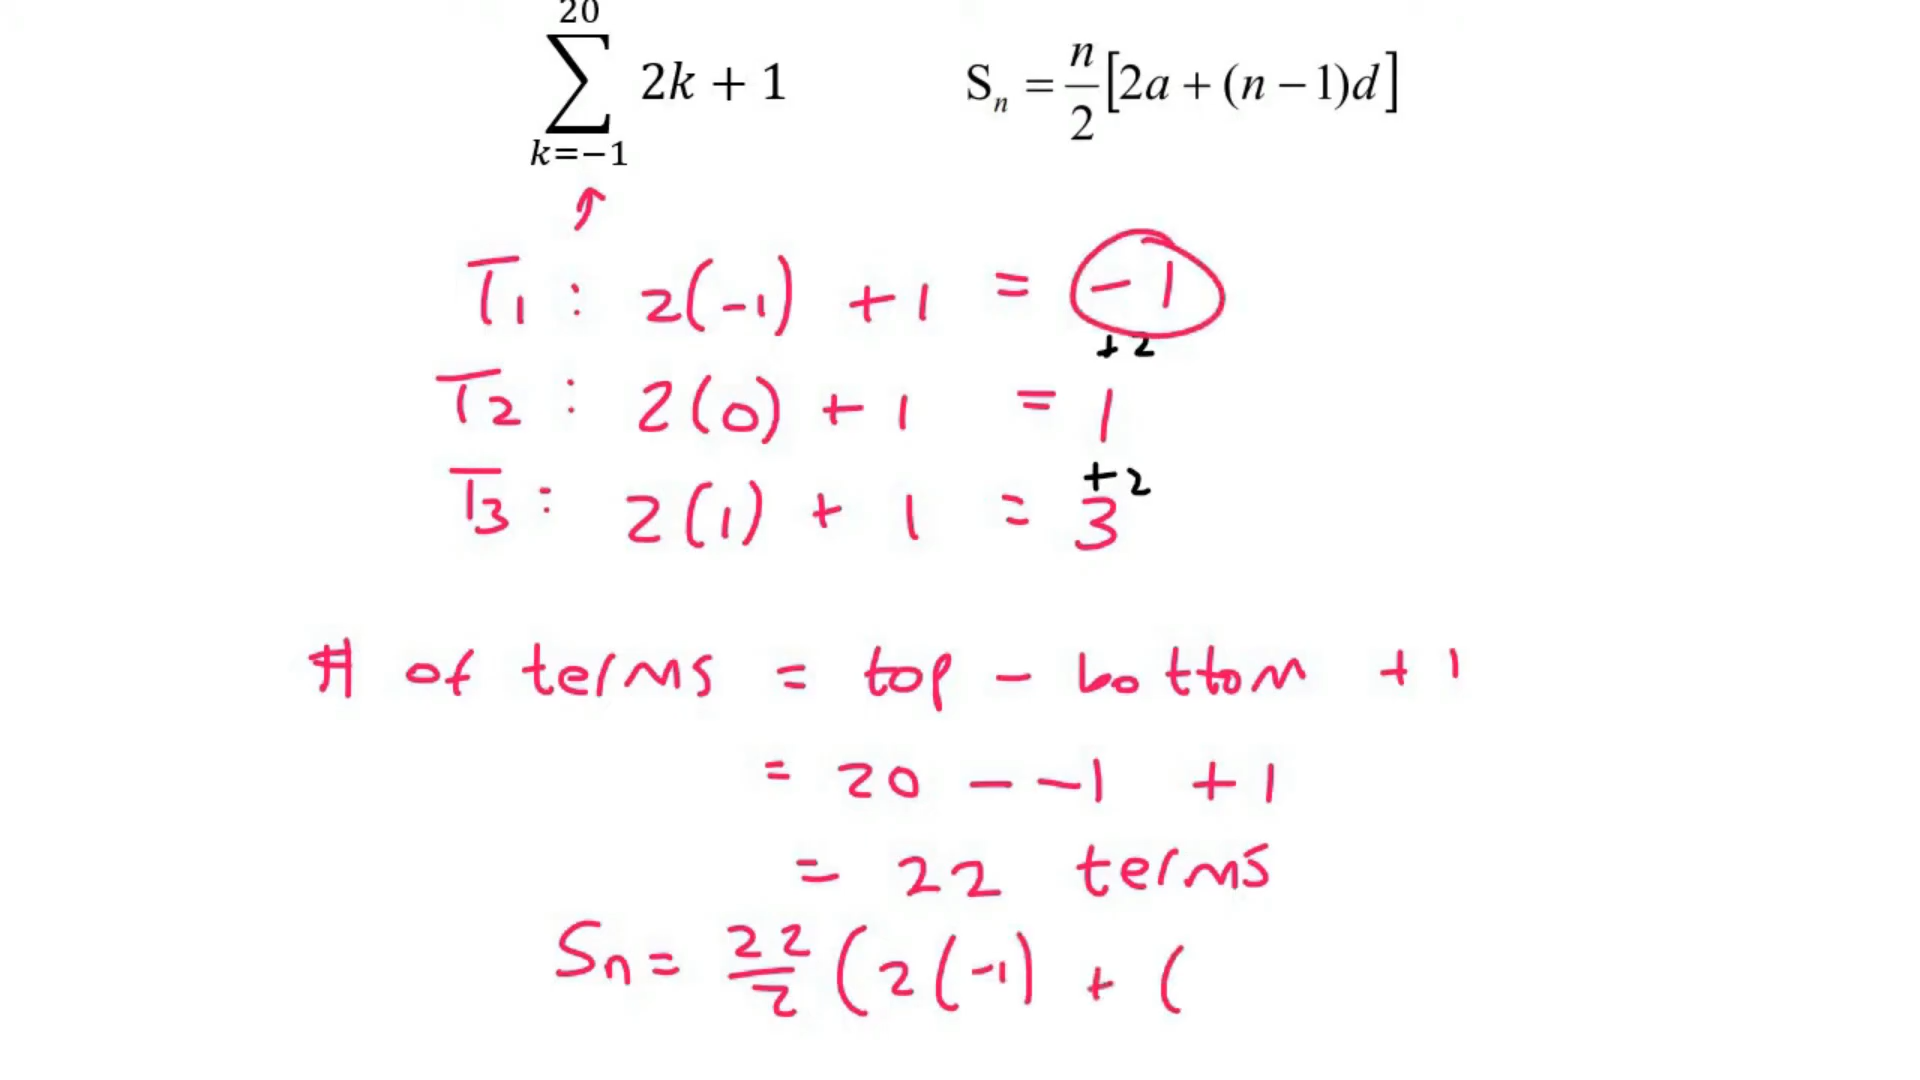 20
∑ 2k + 1
k=−1
Sₙ = n/2 [2a + (n − 1)d]
T₁ : 2(-1) + 1 = -1
+2
T₂ : 2(0) + 1 = 1
+2
T₃ : 2(1) + 1 = 3
# of terms = top - bottom + 1
= 20 - -1 + 1
= 22 terms
Sn = 22/2 (2(-1) + (